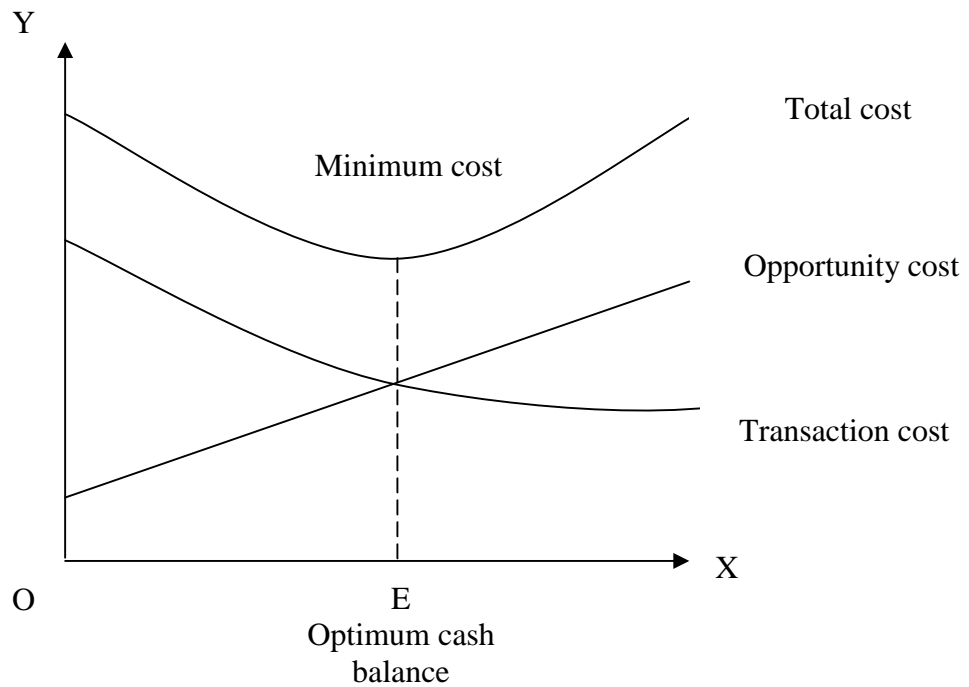 Y
Total cost
Minimum cost
Opportunity cost
Transaction cost
X
O
E
Optimum cash
balance